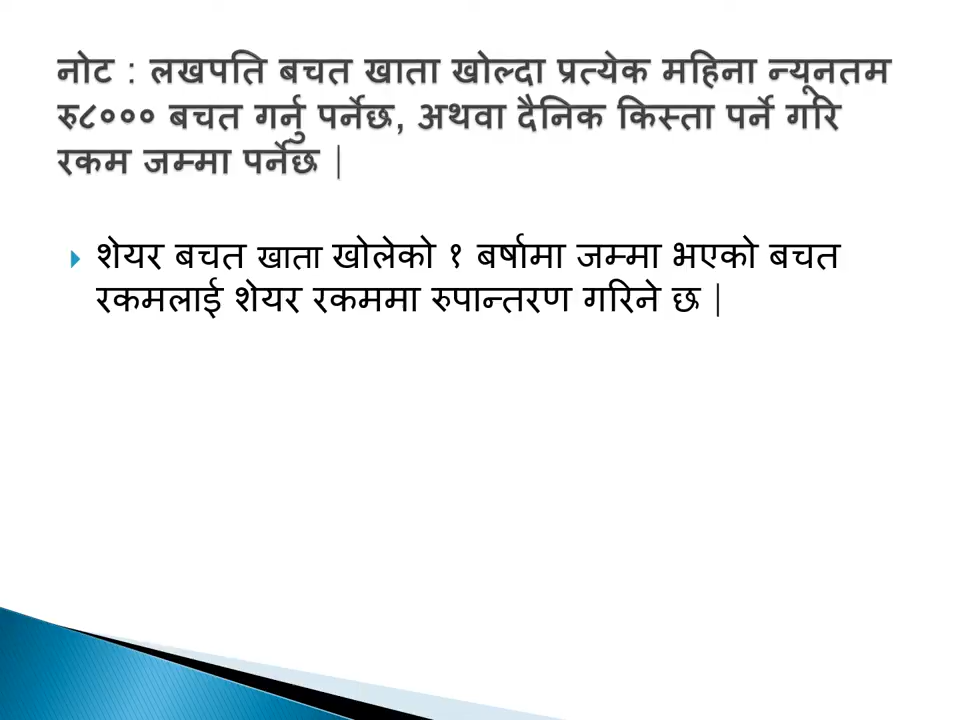 नोट : लखपति बचत खाता खोल्दा प्रत्येक महिना न्यूनतम
रु८००० बचत गर्नु पर्नेछ, अथवा दैनिक किस्ता पर्ने गरि
रकम जम्मा पर्नेछ |
शेयर बचत खाता खोलेको १ बर्षामा जम्मा भएको बचत
रकमलाई शेयर रकममा रुपान्तरण गरिने छ |